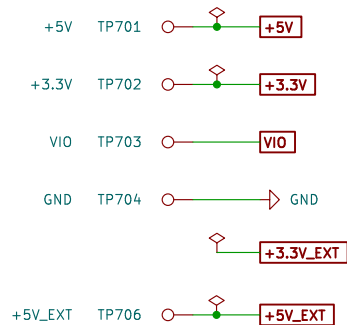 +5V TP701 +5V
+3.3V TP702 +3.3V
VIO TP703 VIO
GND TP704 GND
+3.3V_EXT
+5V_EXT TP706 +5V_EXT